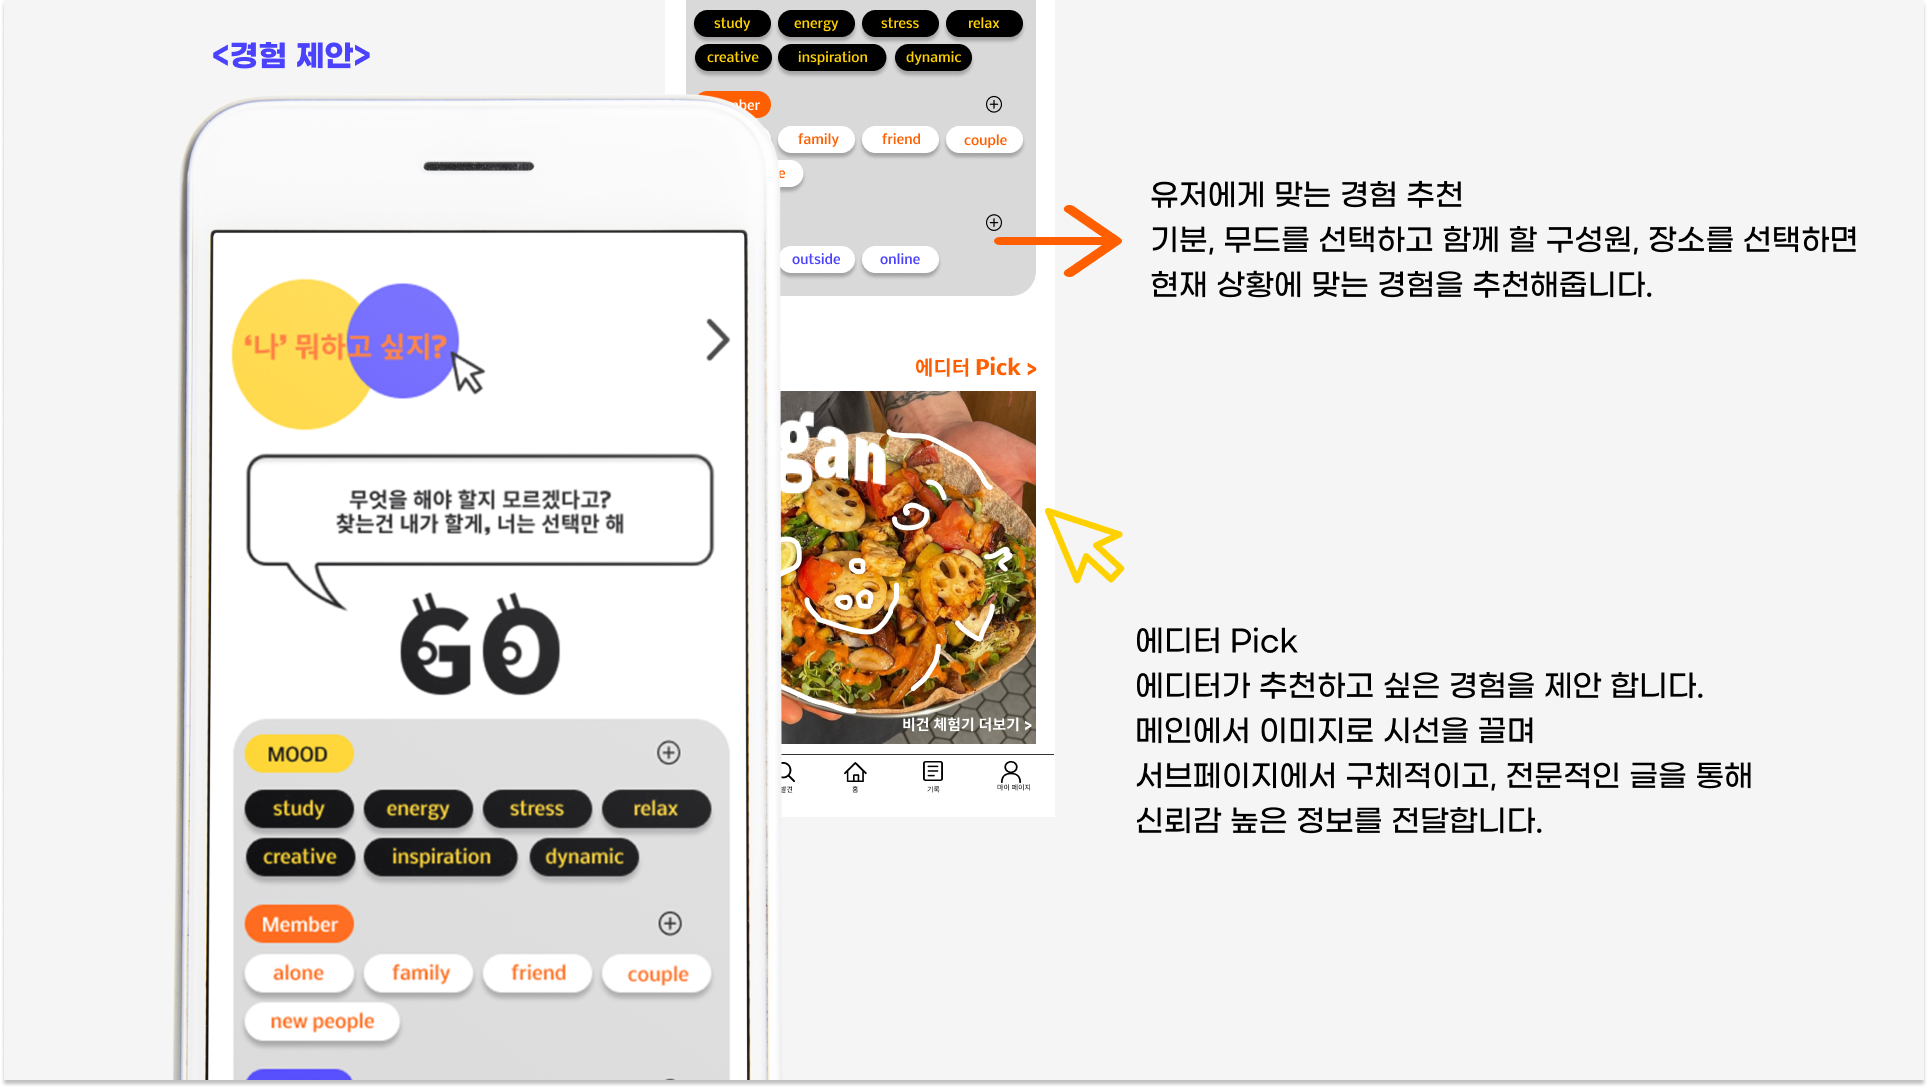 <경험 제안>
‘나’ 뭐하고 싶지?
무엇을 해야 할지 모르겠다고?
찾는건 내가 할게, 너는 선택만 해
GO
MOOD
study energy stress relax
creative inspiration dynamic
Member
alone family friend couple
new people
study energy stress relax
creative inspiration dynamic
family friend couple
outside online
에디터 Pick >
비건 체험기 더보기 >
홈 기록 마이 페이지
유저에게 맞는 경험 추천
기분, 무드를 선택하고 함께 할 구성원, 장소를 선택하면
현재 상황에 맞는 경험을 추천해줍니다.
에디터 Pick
에디터가 추천하고 싶은 경험을 제안 합니다.
메인에서 이미지로 시선을 끌며
서브페이지에서 구체적이고, 전문적인 글을 통해
신뢰감 높은 정보를 전달합니다.